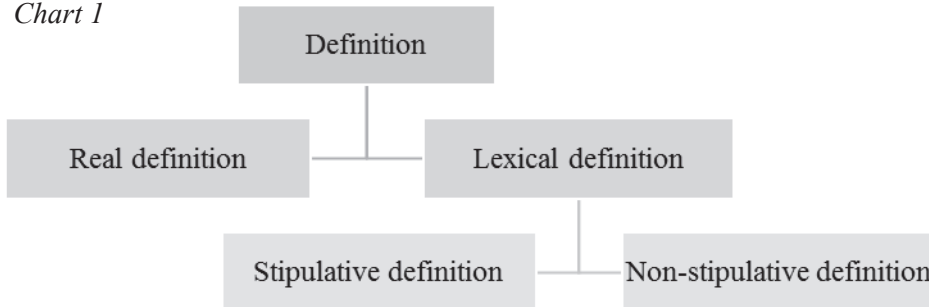 Chart 1
Definition
Real definition
Lexical definition
Stipulative definition
Non-stipulative definition